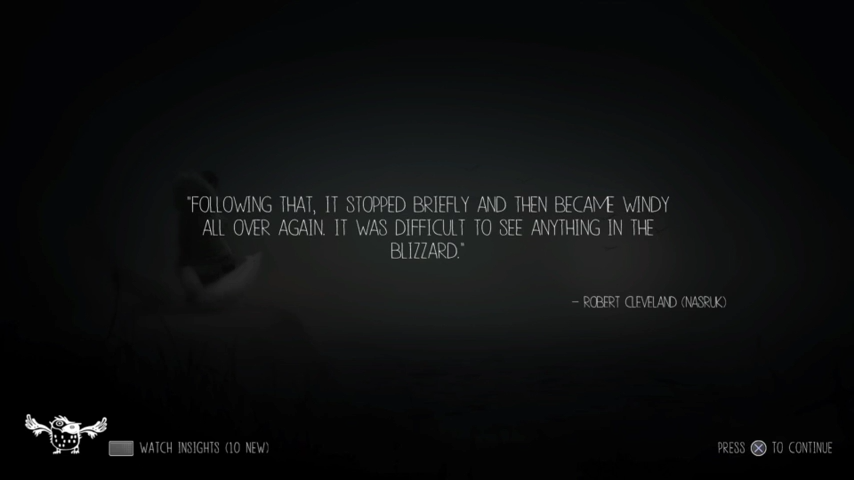 "FOLLOWING THAT, IT STOPPED BRIEFLY AND THEN BECAME WINDY
ALL OVER AGAIN. IT WAS DIFFICULT TO SEE ANYTHING IN THE
BLIZZARD."
– ROBERT CLEVELAND (NASRUK)
WATCH INSIGHTS (10 NEW)
PRESS TO CONTINUE